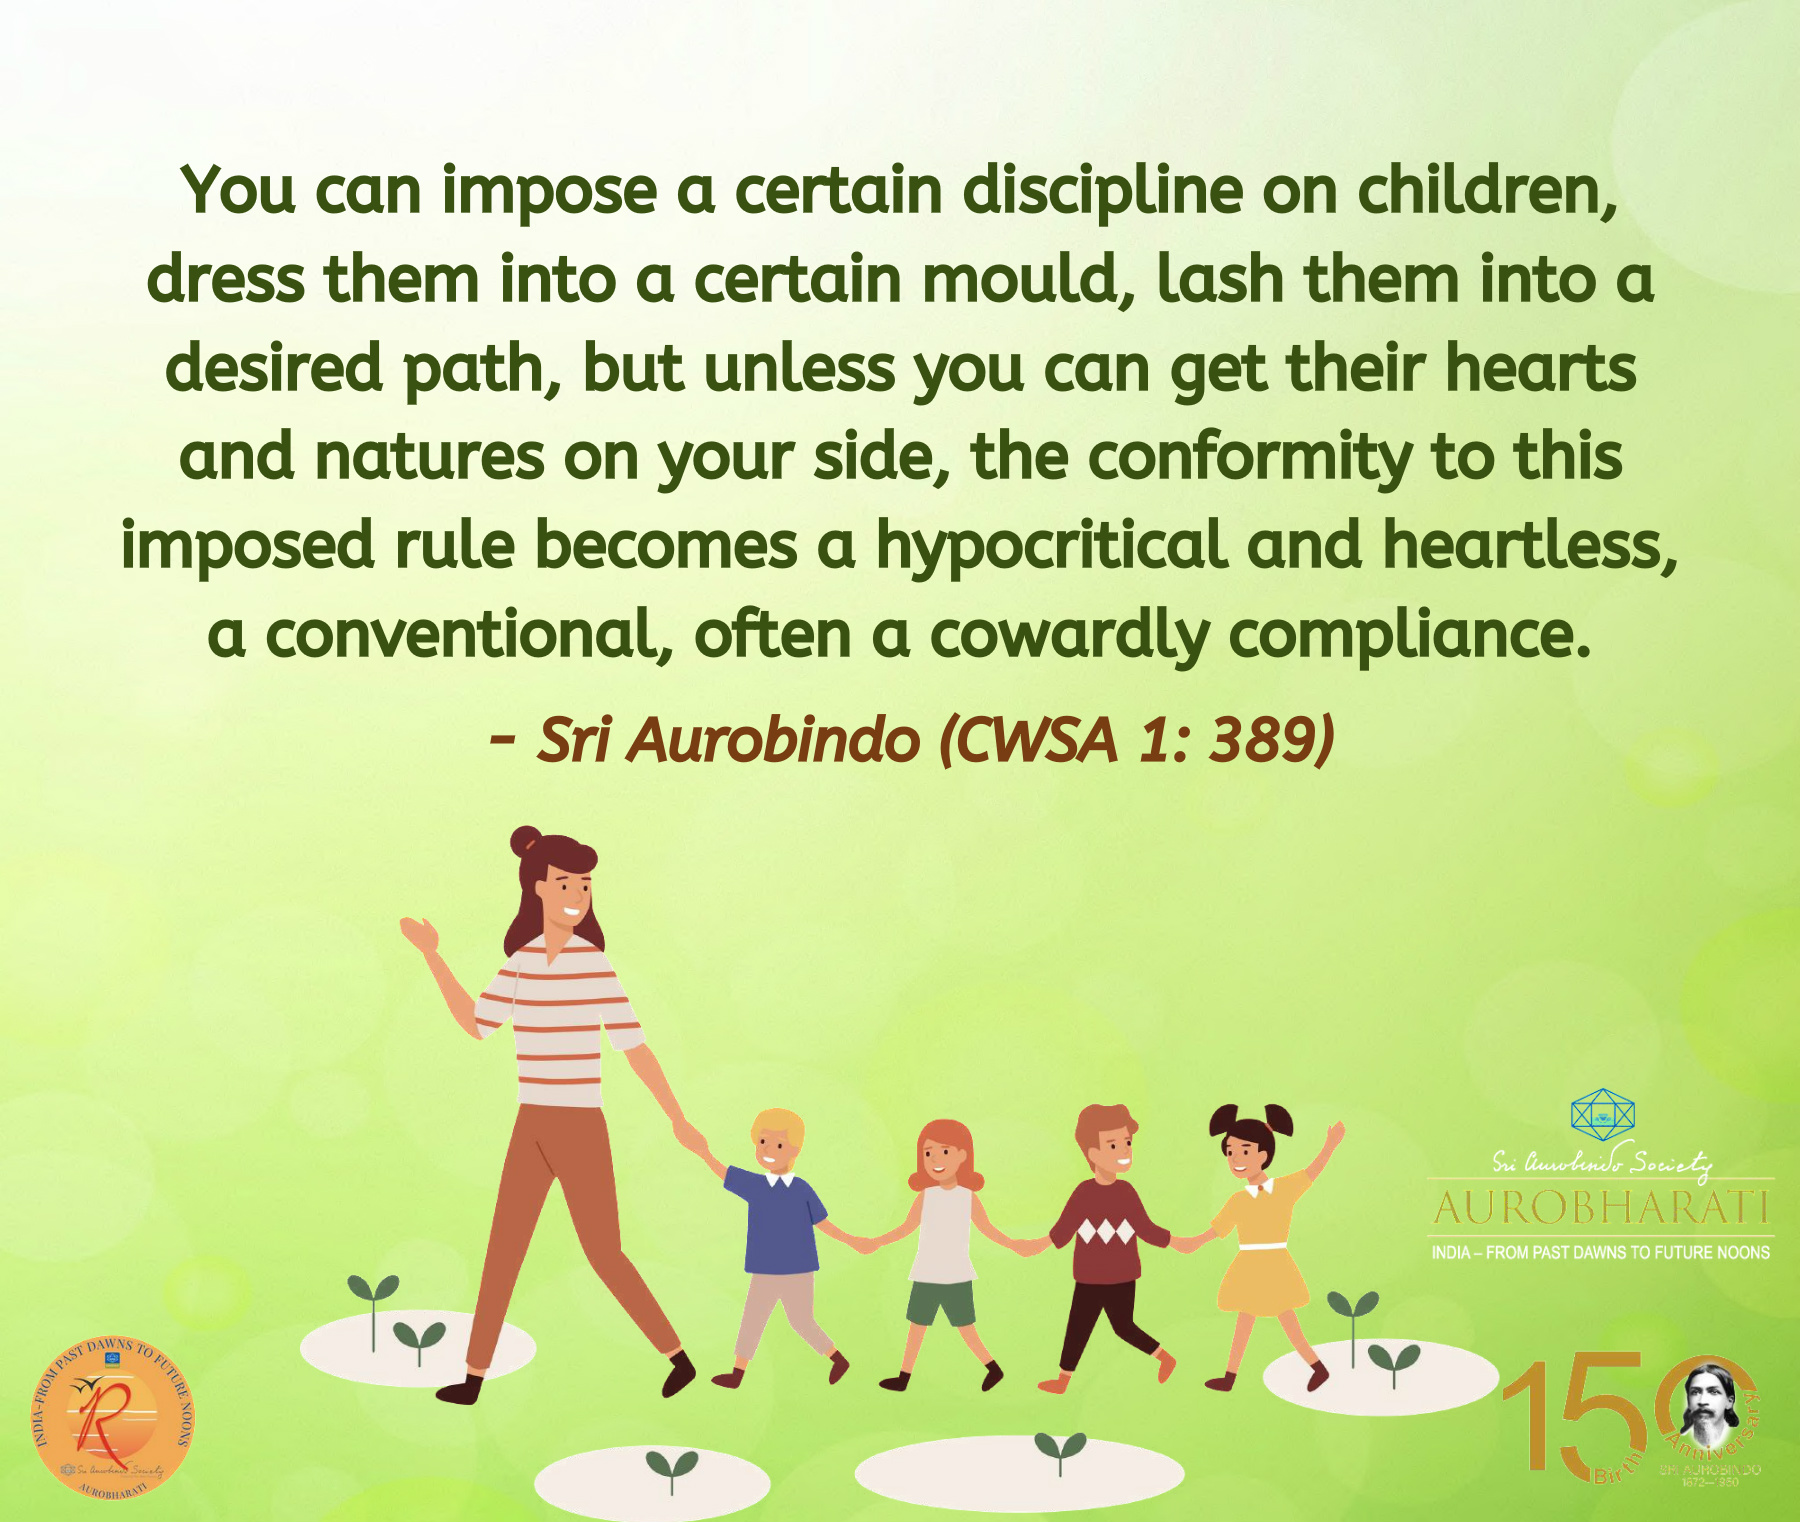 You can impose a certain discipline on children,
dress them into a certain mould, lash them into a
desired path, but unless you can get their hearts
and natures on your side, the conformity to this
imposed rule becomes a hypocritical and heartless,
a conventional, often a cowardly compliance.
- Sri Aurobindo (CWSA 1: 389)
Sri Aurobindo Society
AUROBHARATI
INDIA – FROM PAST DAWNS TO FUTURE NOONS
INDIA-FROM PAST DAWNS TO FUTURE NOONS
R
Sri Aurobindo Society
AUROBHARATI
150
Birth Anniversary
SRI AUROBINDO
1872-1950